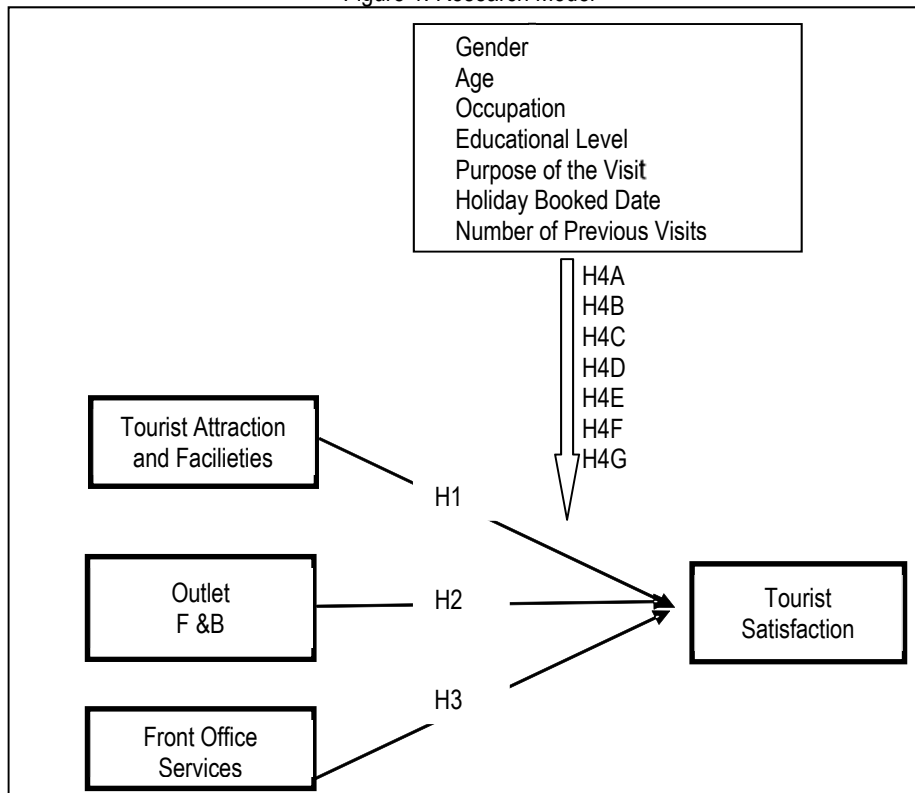 Figure 1. Research Model
Gender
Age
Occupation
Educational Level
Purpose of the Visit
Holiday Booked Date
Number of Previous Visits
H4A
H4B
H4C
H4D
H4E
H4F
H4G
Tourist Attraction
and Facilieties
H1
Outlet
F &B
H2
Tourist
Satisfaction
H3
Front Office
Services